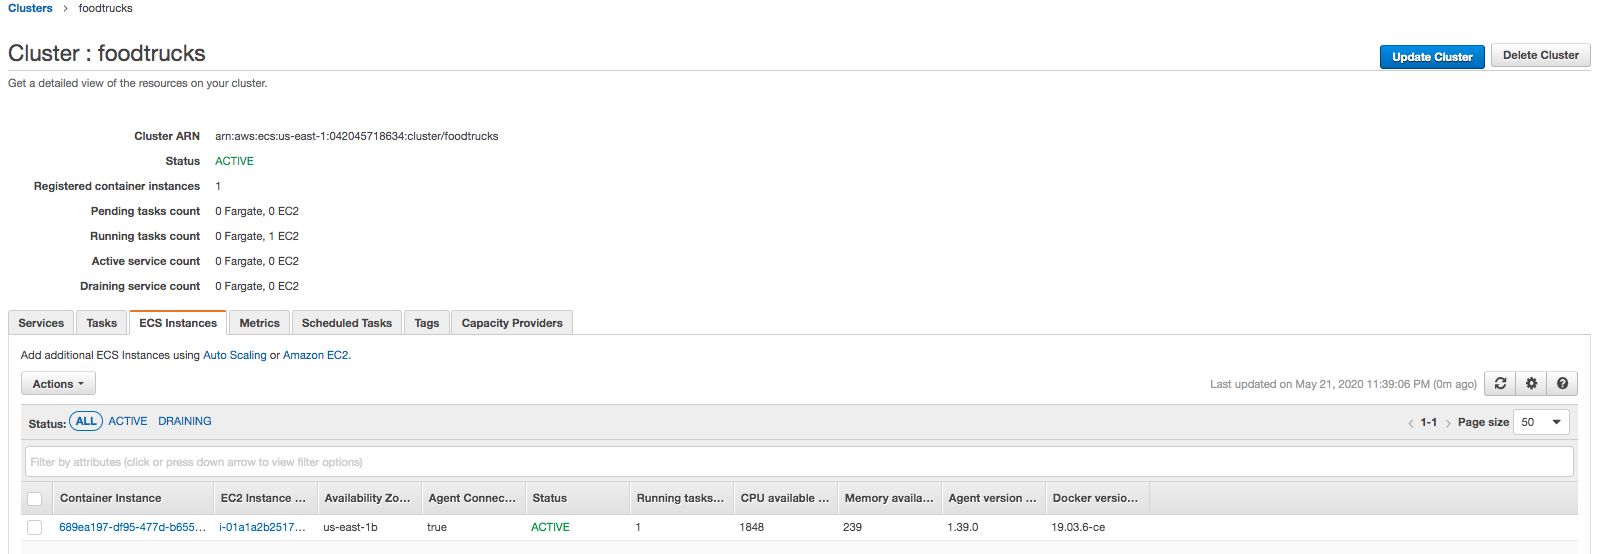 Clusters > foodtrucks
Cluster : foodtrucks
Update Cluster Delete Cluster
Get a detailed view of the resources on your cluster.
Cluster ARN arn:aws:ecs:us-east-1:042045718634:cluster/foodtrucks
Status ACTIVE
Registered container instances 1
Pending tasks count 0 Fargate, 0 EC2
Running tasks count 0 Fargate, 1 EC2
Active service count 0 Fargate, 0 EC2
Draining service count 0 Fargate, 0 EC2
Services Tasks ECS Instances Metrics Scheduled Tasks Tags Capacity Providers
Add additional ECS Instances using Auto Scaling or Amazon EC2.
Actions Last updated on May 21, 2020 11:39:06 PM (0m ago)
Status: ALL ACTIVE DRAINING < 1-1 > Page size 50
Filter by attributes (click or press down arrow to view filter options)
Container Instance EC2 Instance ... Availability Zo... Agent Connec... Status Running tasks... CPU available ... Memory availa... Agent version ... Docker versio...
689ea197-df95-477d-b655... i-01a1a2b2517... us-east-1b true ACTIVE 1 1848 239 1.39.0 19.03.6-ce